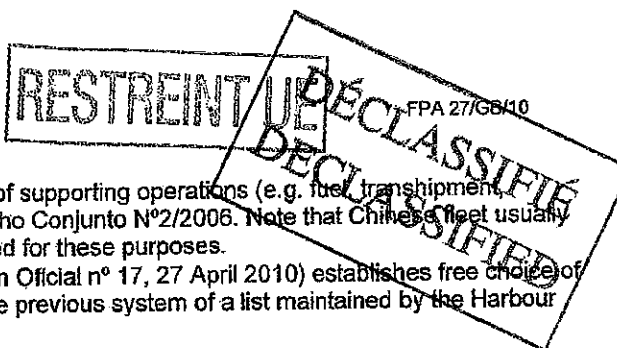 RESTREINT UE
DÉCLASSIFIÉ
DECLASSIFIED
FPA 27/GB/10
of supporting operations (e.g. fuel, transhipment,
ho Conjunto Nº2/2006. Note that Chinese fleet usually
ed for these purposes.
n Oficial nº 17, 27 April 2010) establishes free choice of
e previous system of a list maintained by the Harbour